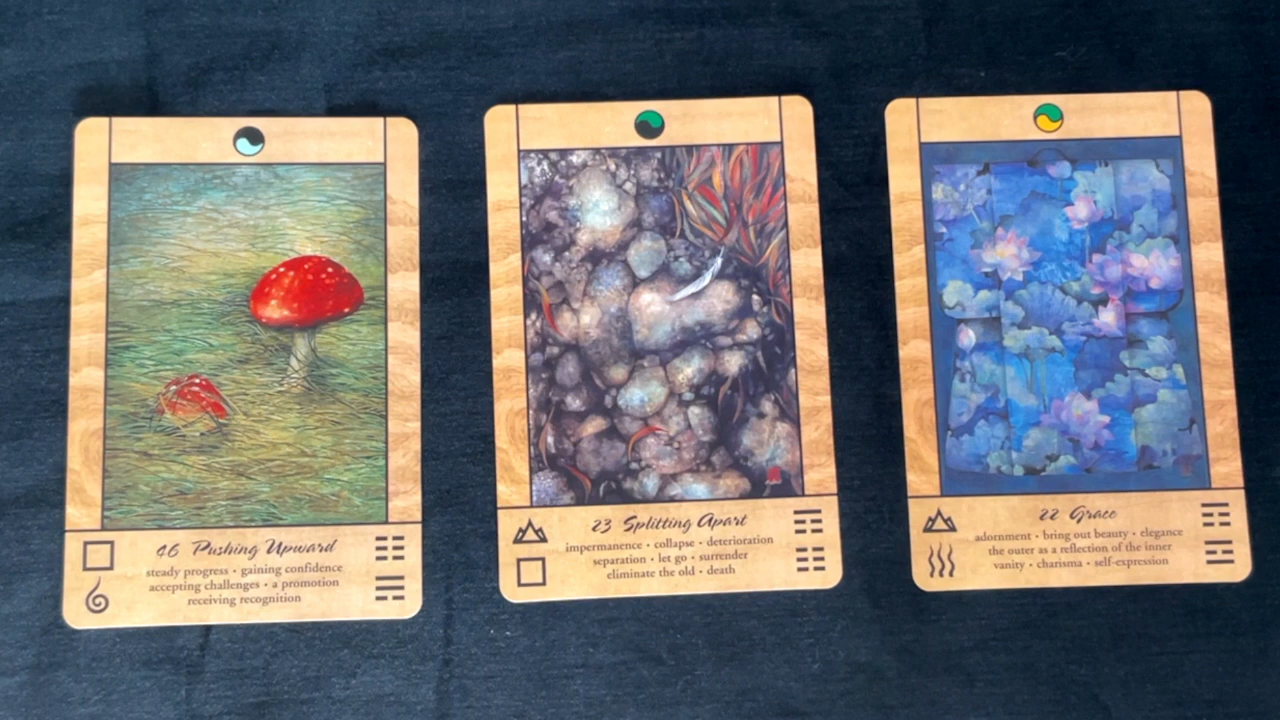 46 Pushing Upward
steady progress • gaining confidence
accepting challenges • a promotion
receiving recognition
23 Splitting Apart
impermanence • collapse • deterioration
separation • let go • surrender
eliminate the old • death
22 Grace
adornment • bring out beauty • elegance
the outer as a reflection of the inner
vanity • charisma • self-expression